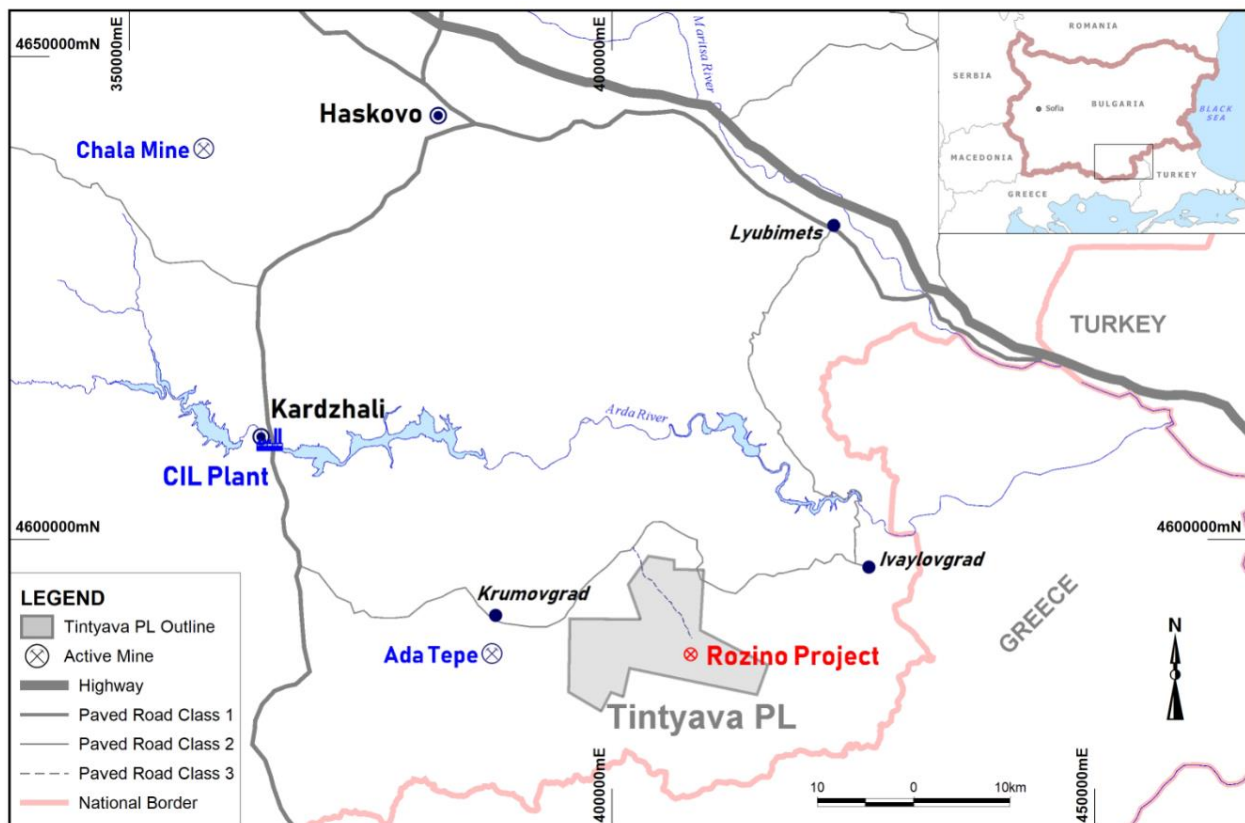 4650000mN
350000mE
400000mE
Maritsa River
ROMANIA
SERBIA
Sofia
BULGARIA
BLACK
SEA
MACEDONIA
TURKEY
GREECE
Haskovo
Chala Mine
Lyubimets
TURKEY
Kardzhali
Arda River
CIL Plant
4600000mN
4600000mN
Ivaylovgrad
Krumovgrad
GREECE
N
Ada Tepe
Rozino Project
Tintyava PL
LEGEND
Tintyava PL Outline
Active Mine
Highway
Paved Road Class 1
Paved Road Class 2
Paved Road Class 3
National Border
400000mE
450000mE
10 0 10km